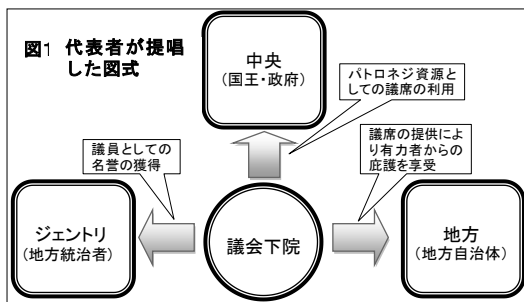 図1 代表者が提唱
した図式
中央
(国王・政府)
パトロネジ資源と
しての議席の利用
議員としての
名誉の獲得
議席の提供によ
り有力者からの
庇護を享受
ジェントリ
(地方統治者)
議会下院
地方
(地方自治体)